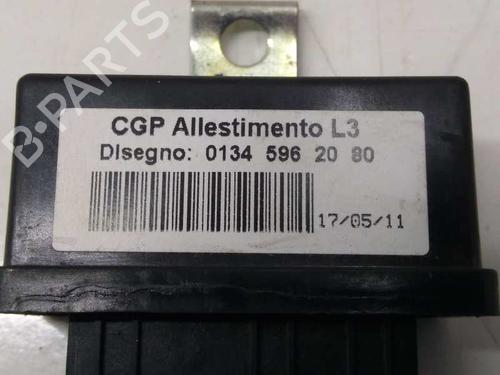 B-PARTS
CGP Allestimento L3
Disegno: 0134 596 20 80
17/05/11